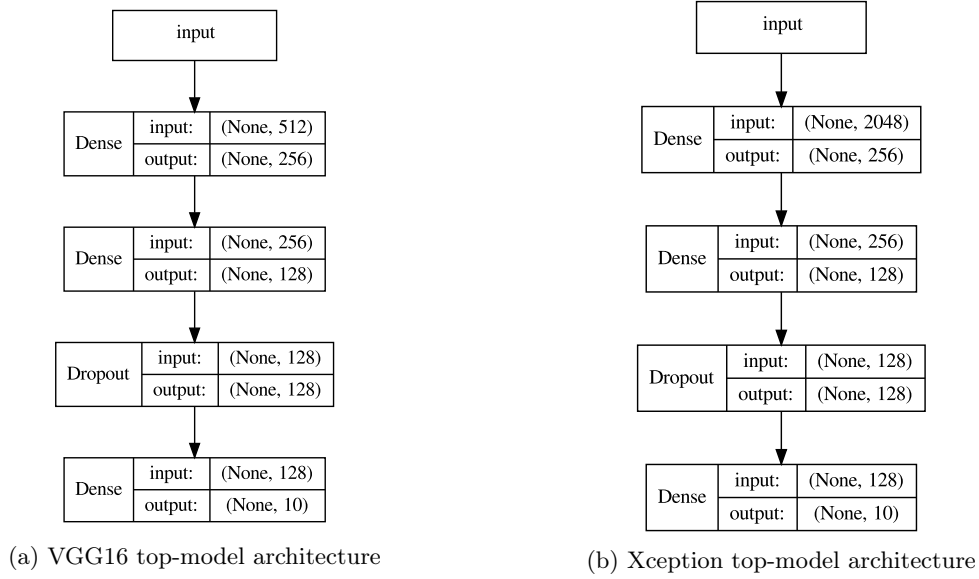 input
Dense
input:
(None, 512)
output:
(None, 256)
Dense
input:
(None, 256)
output:
(None, 128)
Dropout
input:
(None, 128)
output:
(None, 128)
Dense
input:
(None, 128)
output:
(None, 10)
(a) VGG16 top-model architecture
input
Dense
input:
(None, 2048)
output:
(None, 256)
Dense
input:
(None, 256)
output:
(None, 128)
Dropout
input:
(None, 128)
output:
(None, 128)
Dense
input:
(None, 128)
output:
(None, 10)
(b) Xception top-model architecture